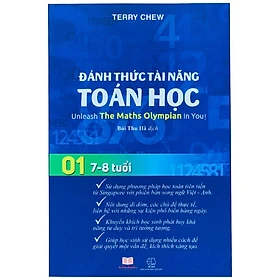 TERRY CHEW
ĐÁNH THỨC TÀI NĂNG
TOÁN HỌC
Unleash The Maths Olympian In You!
Bùi Thu Hà dịch
01 7-8 tuổi
Sử dụng phương pháp học toán tiên tiến
từ Singapore với phiên bản song ngữ Việt - Anh.
Nội dung dí dỏm, các chủ đề thực tế,
liên hệ với những sự kiện phổ biến hàng ngày.
Khuyến khích học sinh phát huy khả
năng tư duy và trí tưởng tượng.
Giúp học sinh sử dụng nhiều cách để
giải quyết một vấn đề, kích thích sáng tạo.